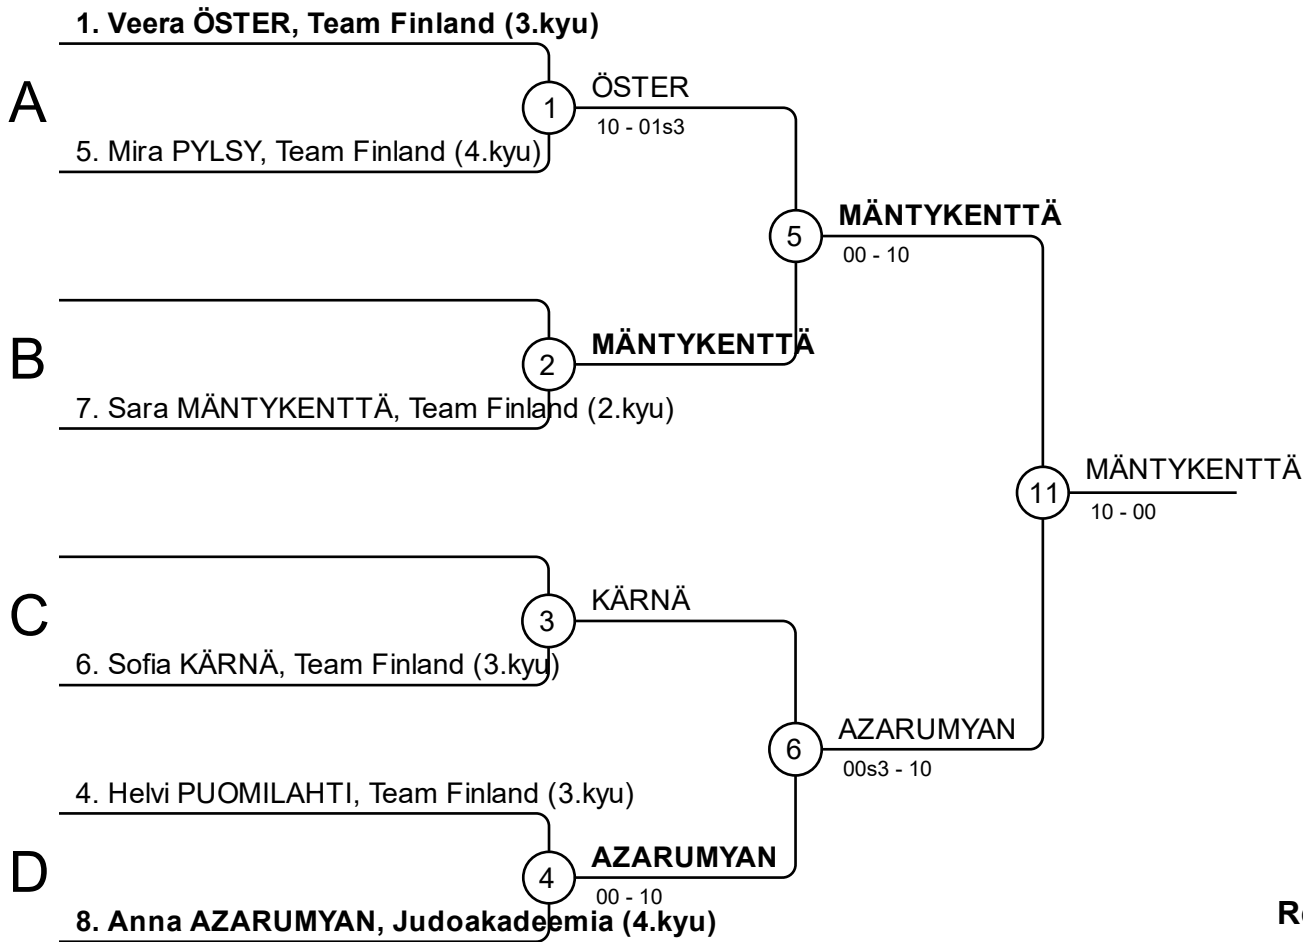 1. Veera ÖSTER, Team Finland (3.kyu)
A
1
ÖSTER
10 - 01s3
5. Mira PYLSY, Team Finland (4.kyu)
5
MÄNTYKENTTÄ
00 - 10
B
2
MÄNTYKENTTÄ
7. Sara MÄNTYKENTTÄ, Team Finland (2.kyu)
11
MÄNTYKENTTÄ
10 - 00
C
3
KÄRNÄ
6. Sofia KÄRNÄ, Team Finland (3.kyu)
6
AZARUMYAN
00s3 - 10
4. Helvi PUOMILAHTI, Team Finland (3.kyu)
D
4
AZARUMYAN
00 - 10
8. Anna AZARUMYAN, Judoakadeemia (4.kyu)